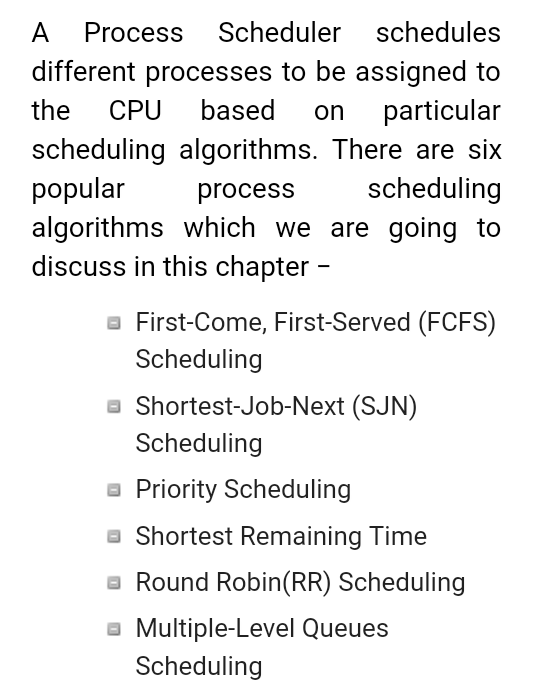 A Process Scheduler schedules
different processes to be assigned to
the CPU based on particular
scheduling algorithms. There are six
popular process scheduling
algorithms which we are going to
discuss in this chapter −
First-Come, First-Served (FCFS)
Scheduling
Shortest-Job-Next (SJN)
Scheduling
Priority Scheduling
Shortest Remaining Time
Round Robin(RR) Scheduling
Multiple-Level Queues
Scheduling